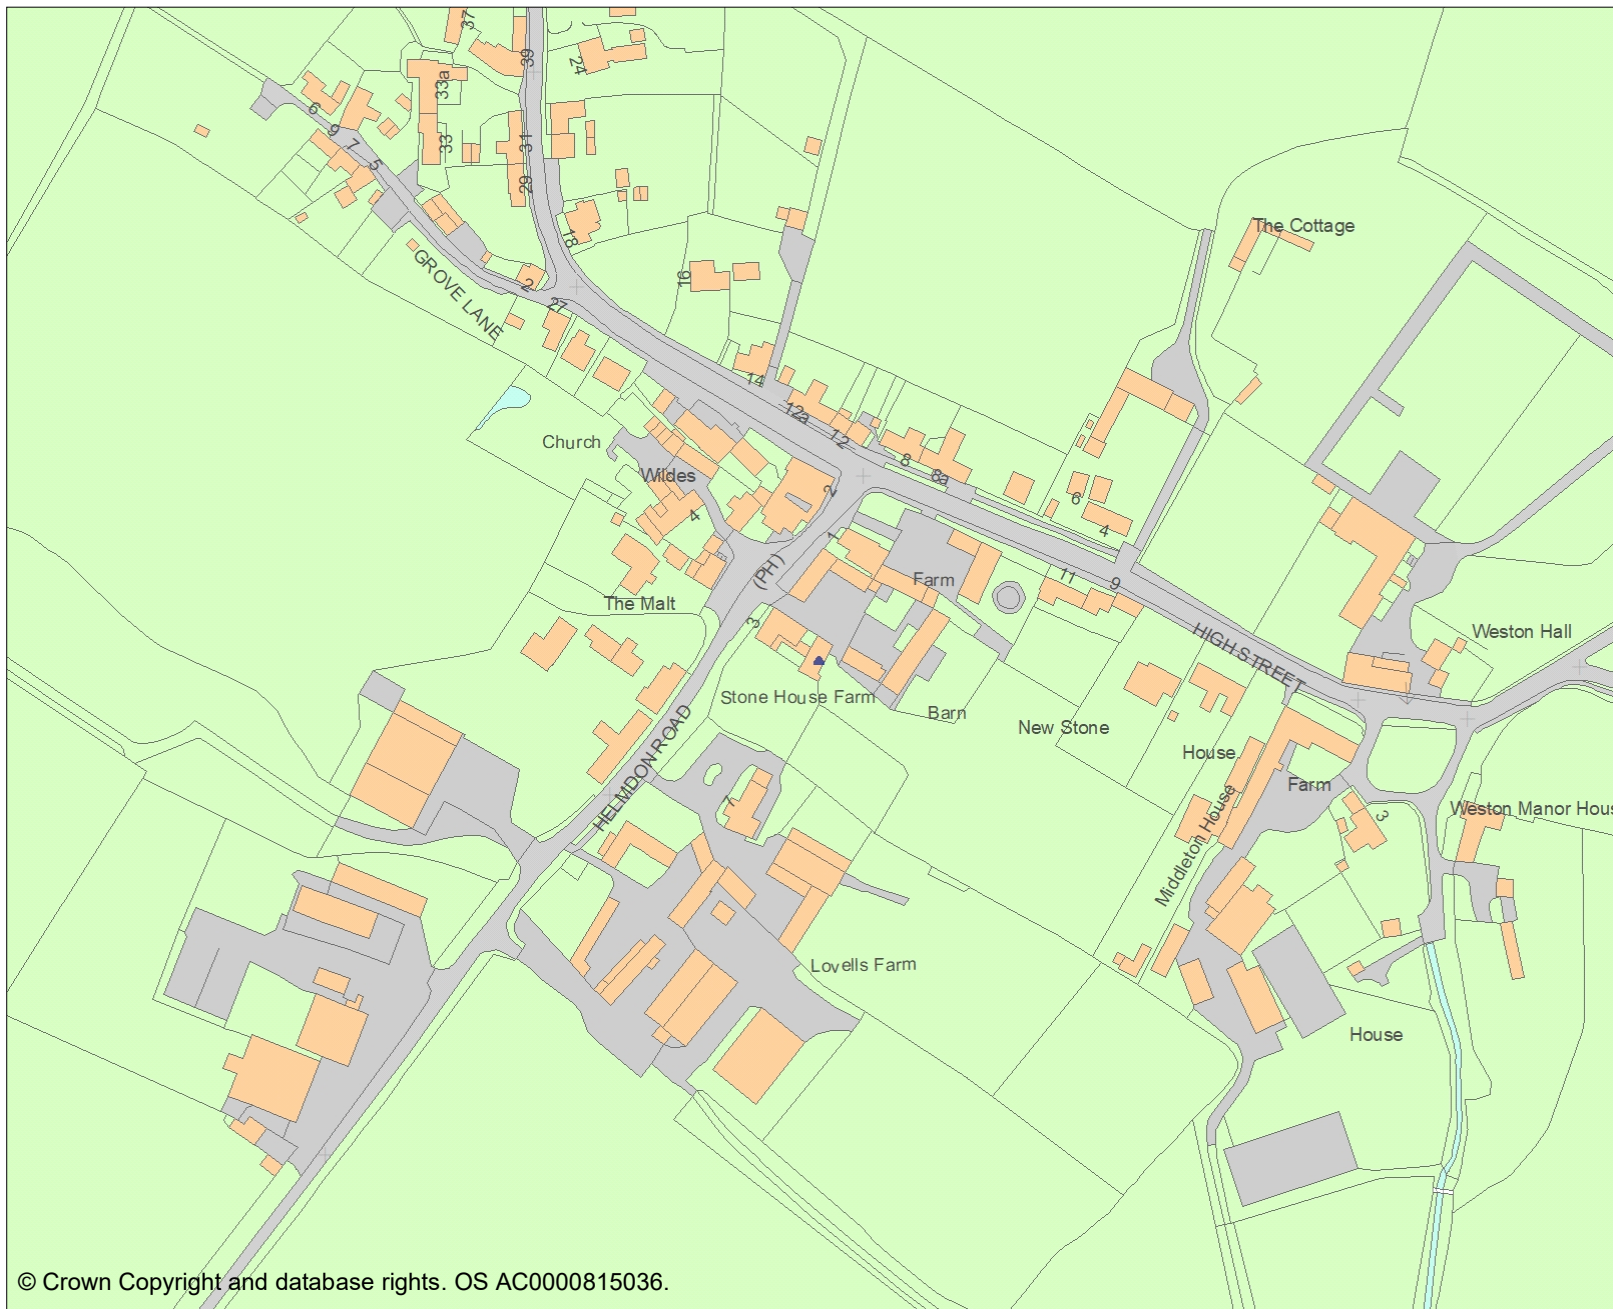 37
39
24
33a
6
9
7
5
33
31
29
18
The Cottage
16
GROVE LANE
2
27
14
12a
12
Church
8
8a
Wildes
2
6
4
4
1
(PH)
Farm
11
9
The Malt
3
HIGH STREET
Weston Hall
Stone House Farm
Barn
New Stone
House
HELMDON ROAD
7
Middleton House
Farm
3
Weston Manor Hous
Lovells Farm
House
© Crown Copyright and database rights. OS AC0000815036.